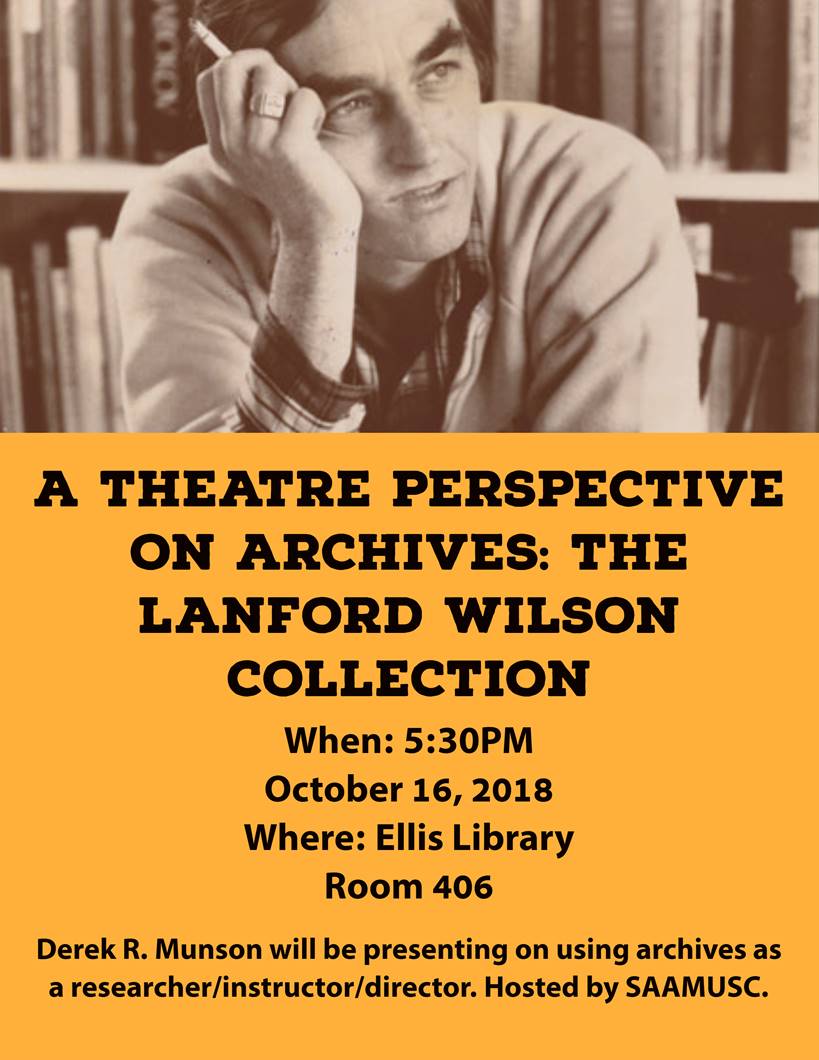 A THEATRE PERSPECTIVE
ON ARCHIVES: THE
LANFORD WILSON
COLLECTION
When: 5:30PM
October 16, 2018
Where: Ellis Library
Room 406
Derek R. Munson will be presenting on using archives as
a researcher/instructor/director. Hosted by SAAMUSC.